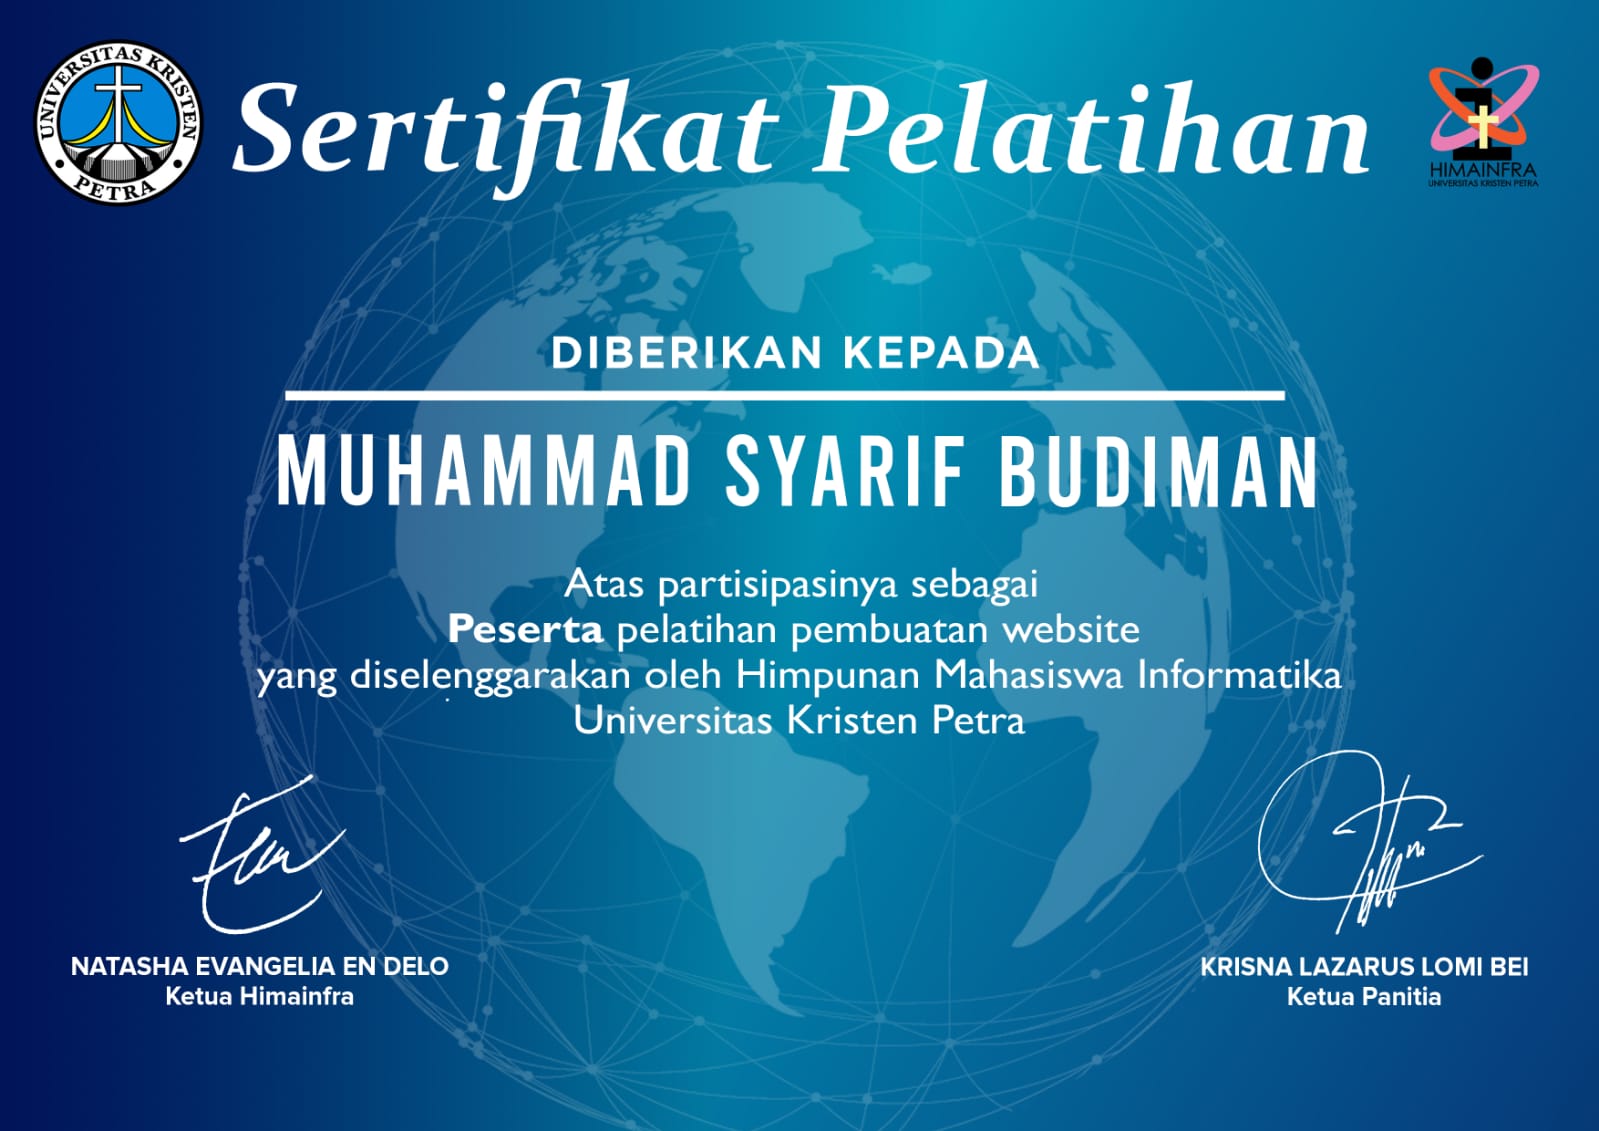 UNIVERSITAS KRISTEN PETRA
Sertifikat Pelatihan
HIMAINFRA
UNIVERSITAS KRISTEN PETRA
DIBERIKAN KEPADA
MUHAMMAD SYARIF BUDIMAN
Atas partisipasinya sebagai
Peserta pelatihan pembuatan website
yang diselenggarakan oleh Himpunan Mahasiswa Informatika
Universitas Kristen Petra
NATASHA EVANGELIA EN DELO
Ketua Himainfra
KRISNA LAZARUS LOMI BEI
Ketua Panitia